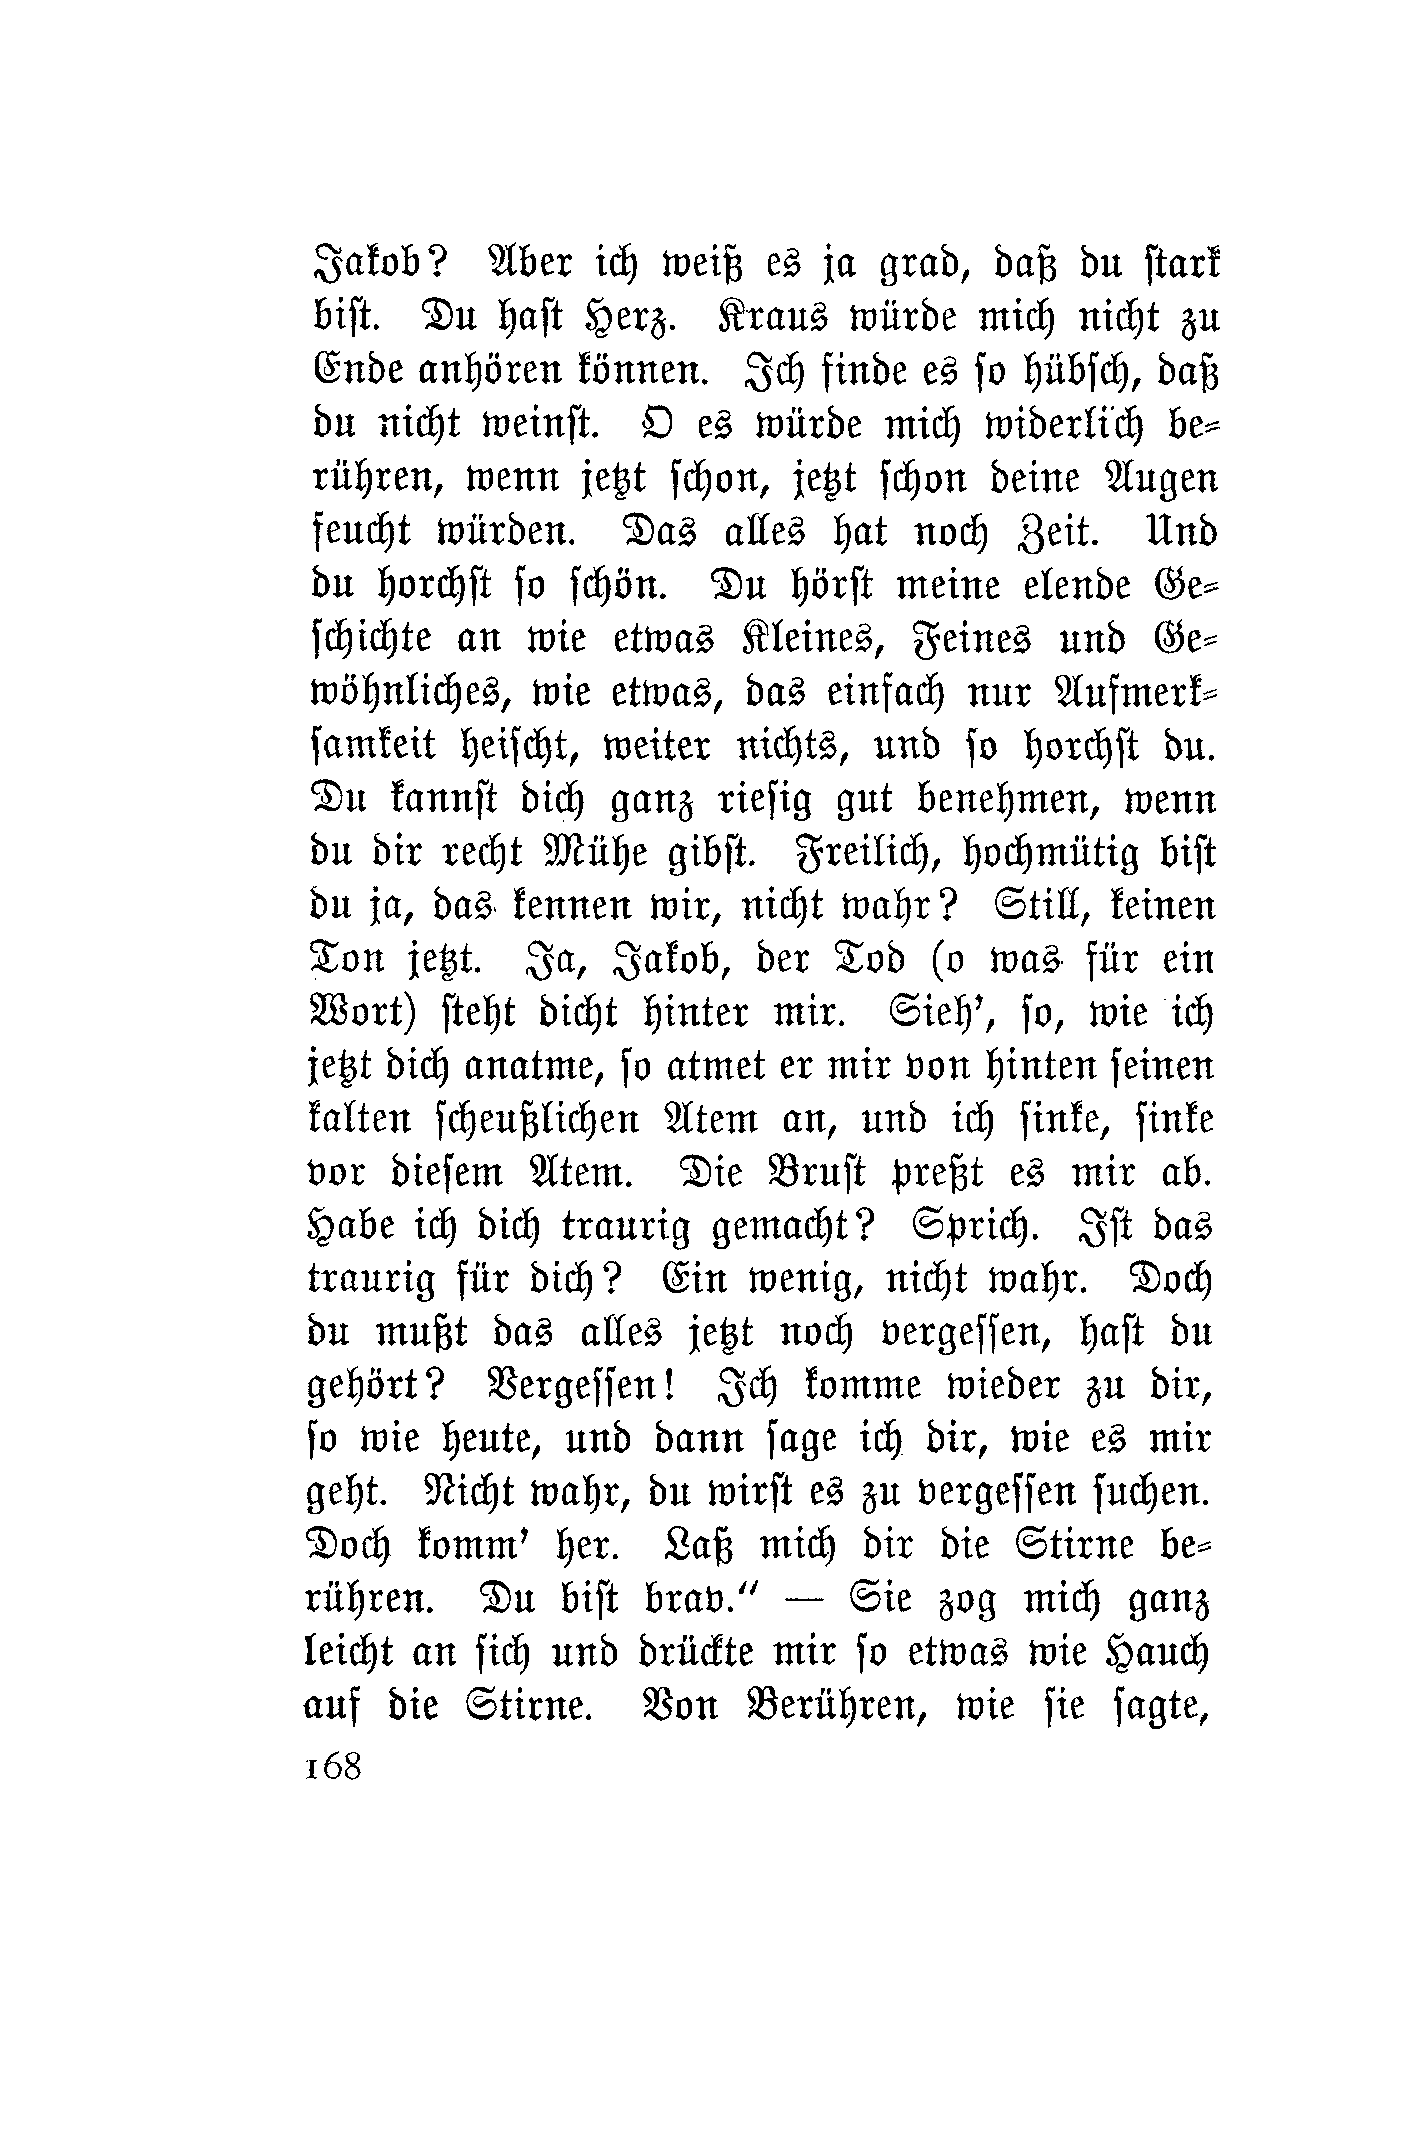 Jakob? Aber ich weiß es ja grad, daß du stark
bist. Du hast Herz. Kraus würde mich nicht zu
Ende anhören können. Ich finde es so hübsch, daß
du nicht weinst. O es würde mich widerlich be-
rühren, wenn jetzt schon, jetzt schon deine Augen
feucht würden. Das alles hat noch Zeit. Und
du horchst so schön. Du hörst meine elende Ge-
schichte an wie etwas Kleines, Feines und Ge-
wöhnliches, wie etwas, das einfach nur Aufmerk-
samkeit heischt, weiter nichts, und so horchst du.
Du kannst dich ganz riesig gut benehmen, wenn
du dir recht Mühe gibst. Freilich, hochmütig bist
du ja, das kennen wir, nicht wahr? Still, keinen
Ton jetzt. Ja, Jakob, der Tod (o was für ein
Wort) steht dicht hinter mir. Sieh', so, wie ich
jetzt dich anatme, so atmet er mir von hinten seinen
kalten scheußlichen Atem an, und ich sinke, sinke
vor diesem Atem. Die Brust preßt es mir ab.
Habe ich dich traurig gemacht? Sprich. Ist das
traurig für dich? Ein wenig, nicht wahr. Doch
du mußt das alles jetzt noch vergessen, hast du
gehört? Vergessen! Ich komme wieder zu dir,
so wie heute, und dann sage ich dir, wie es mir
geht. Nicht wahr, du wirst es zu vergessen suchen.
Doch komm' her. Laß mich dir die Stirne be-
rühren. Du bist brav.“ — Sie zog mich ganz
leicht an sich und drückte mir so etwas wie Hauch
auf die Stirne. Von Berühren, wie sie sagte,
168